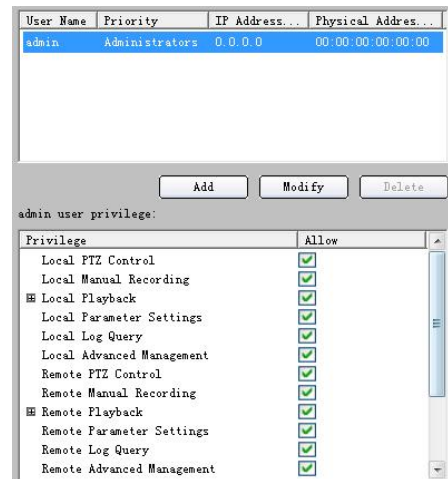 User Name Priority IP Address... Physical Addres...
admin Administrators 0.0.0.0 00:00:00:00:00:00
Add Modify Delete
admin user privilege:
Privilege Allow
Local PTZ Control
Local Manual Recording
Local Playback
Local Parameter Settings
Local Log Query
Local Advanced Management
Remote PTZ Control
Remote Manual Recording
Remote Playback
Remote Parameter Settings
Remote Log Query
Remote Advanced Management